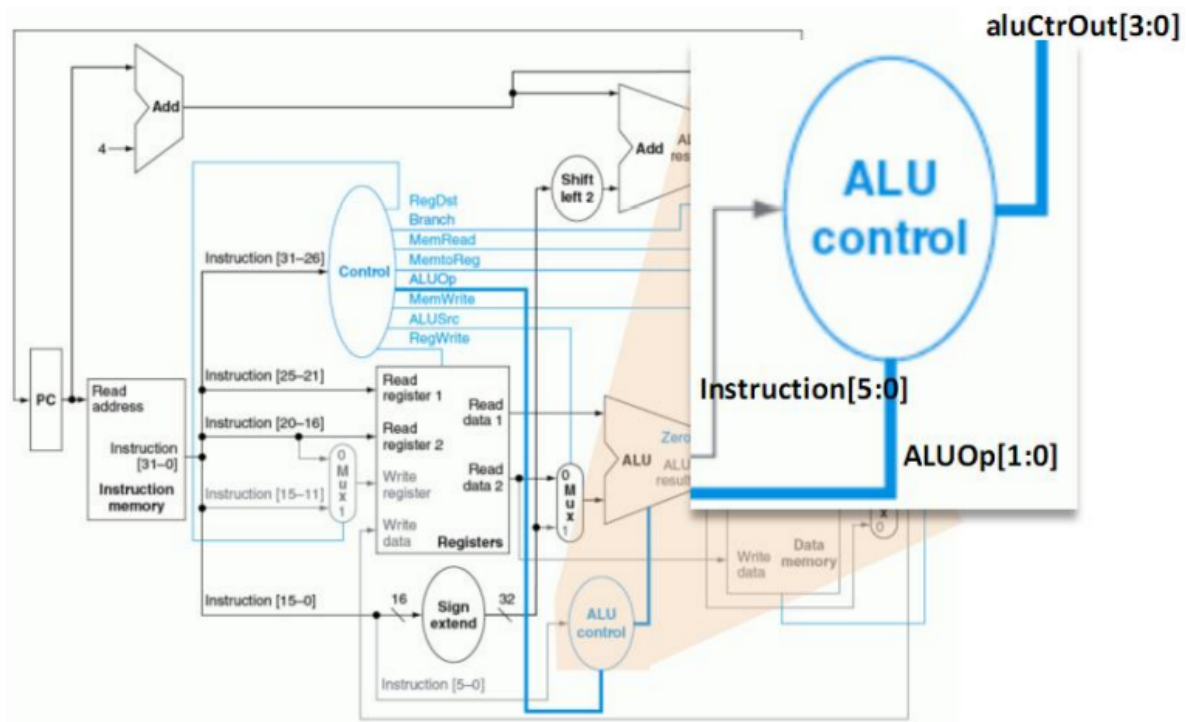 aluCtrOut[3:0]
Add
4
Add
Shift
left 2
ALU
control
RegDst
Branch
MemRead
MemtoReg
ALUOp
MemWrite
ALUSrc
RegWrite
Instruction [31–26]
Control
PC
Read
address
Instruction
[31–0]
Instruction
memory
Instruction [25–21]
Instruction [20–16]
Instruction [15–11]
0
M
u
x
1
Read
register 1
Read
register 2
Write
register
Write
data
Read
data 1
Read
data 2
Registers
0
M
u
x
1
Zero
ALU
ALU
Instruction[5:0]
ALUOp[1:0]
x
0
Write
data
Data
memory
Instruction [15–0]
16
Sign
extend
32
ALU
control
Instruction [5–0]